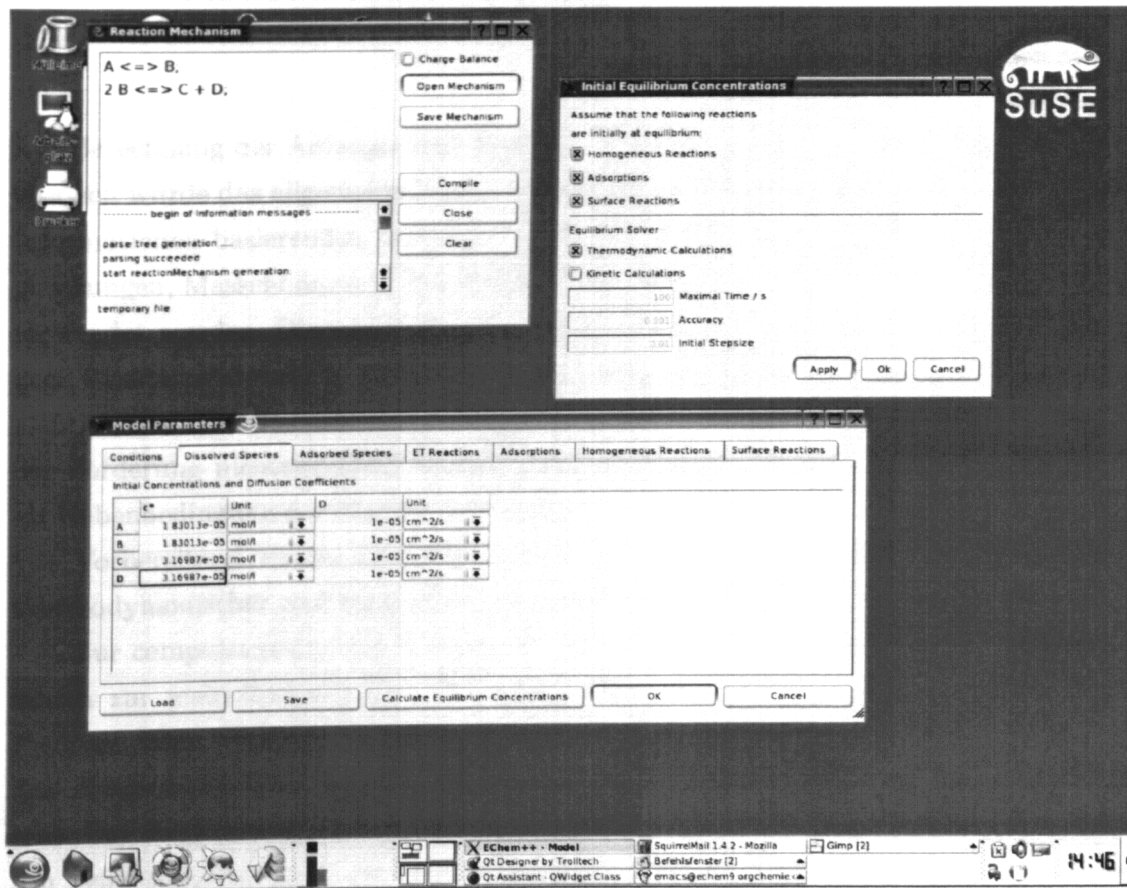 Reaction Mechanism
A <=> B,
2 B <=> C + D;
Charge Balance
Open Mechanism
Save Mechanism
Compile
Close
Clear
---------- begin of information messages ----------
parse tree generation ...
parsing succeeded
start reactionMechanism generation.
temporary file
Initial Equilibrium Concentrations
Assume that the following reactions
are initially at equilibrium:
Homogeneous Reactions
Adsorptions
Surface Reactions
Equilibrium Solver
Thermodynamic Calculations
Kinetic Calculations
Maximal Time / s
Accuracy
Initial Stepsize
Apply Ok Cancel
SuSE
Drucker
Model Parameters
Conditions Dissolved Species Adsorbed Species ET Reactions Adsorptions Homogeneous Reactions Surface Reactions
Initial Concentrations and Diffusion Coefficients
c* Unit D Unit
A 1.83013e-05 mol/l 1e-05 cm^2/s
B 1.83013e-05 mol/l 1e-05 cm^2/s
C 3.16987e-05 mol/l 1e-05 cm^2/s
D 3.16987e-05 mol/l 1e-05 cm^2/s
Load Save Calculate Equilibrium Concentrations OK Cancel
EChem++ - Model SquirrelMail 1.4.2 - Mozilla Gimp [2]
Qt Designer by Trolltech Befehlsfenster [2]
Qt Assistant - QWidget Class emacs@echem9.orgchemie
14:46